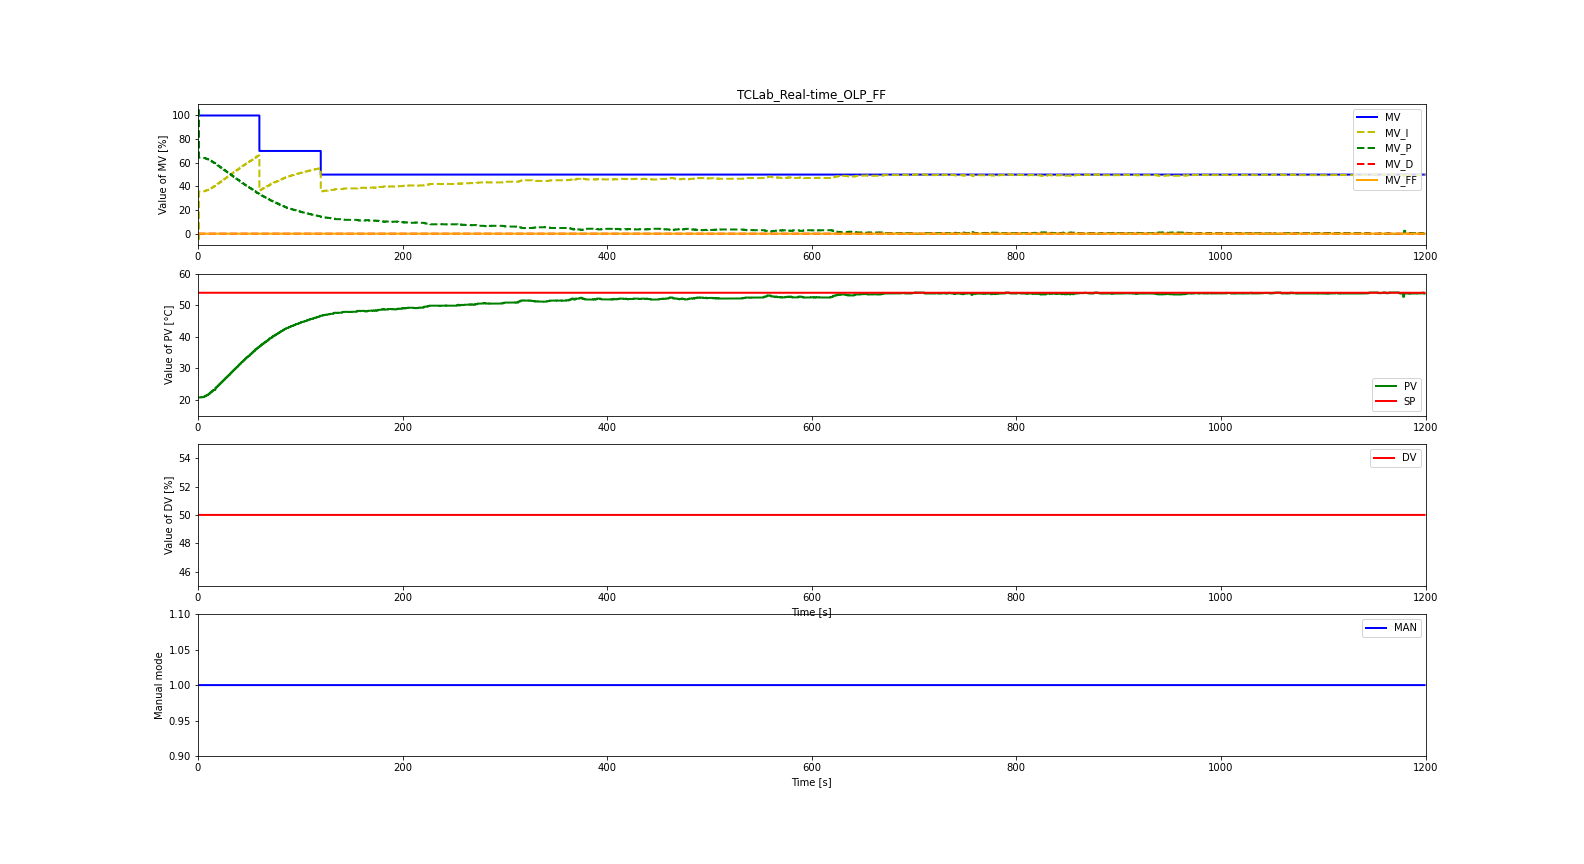 TCLab_Real-time_OLP_FF
Value of MV [%]
100
80
60
40
20
0
MV
MV_I
MV_P
MV_D
MV_FF
0 200 400 600 800 1000 1200
Value of PV [°C]
60
50
40
30
20
PV
SP
0 200 400 600 800 1000 1200
Value of DV [%]
54
52
50
48
46
DV
0 200 400 600 800 1000 1200
Time [s]
Manual mode
1.10
1.05
1.00
0.95
0.90
MAN
0 200 400 600 800 1000 1200
Time [s]